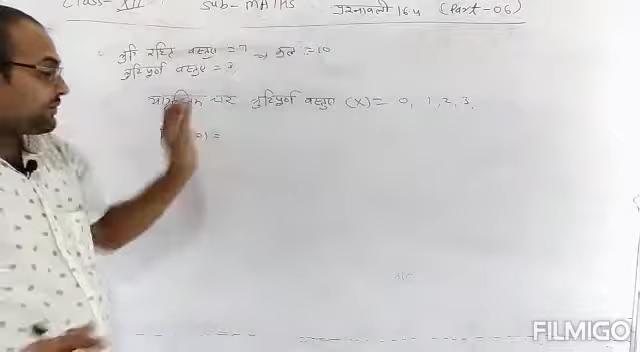 Class- XII Sub- MATHS प्रश्नावली 16.4 (Part-06)
त्रुटि रहित वस्तुएं = 7 कुल = 10
त्रुटिपूर्ण वस्तुएं = 3
चर त्रुटिपूर्ण वस्तुएं (X) = 0, 1, 2, 3,
FILMIGO